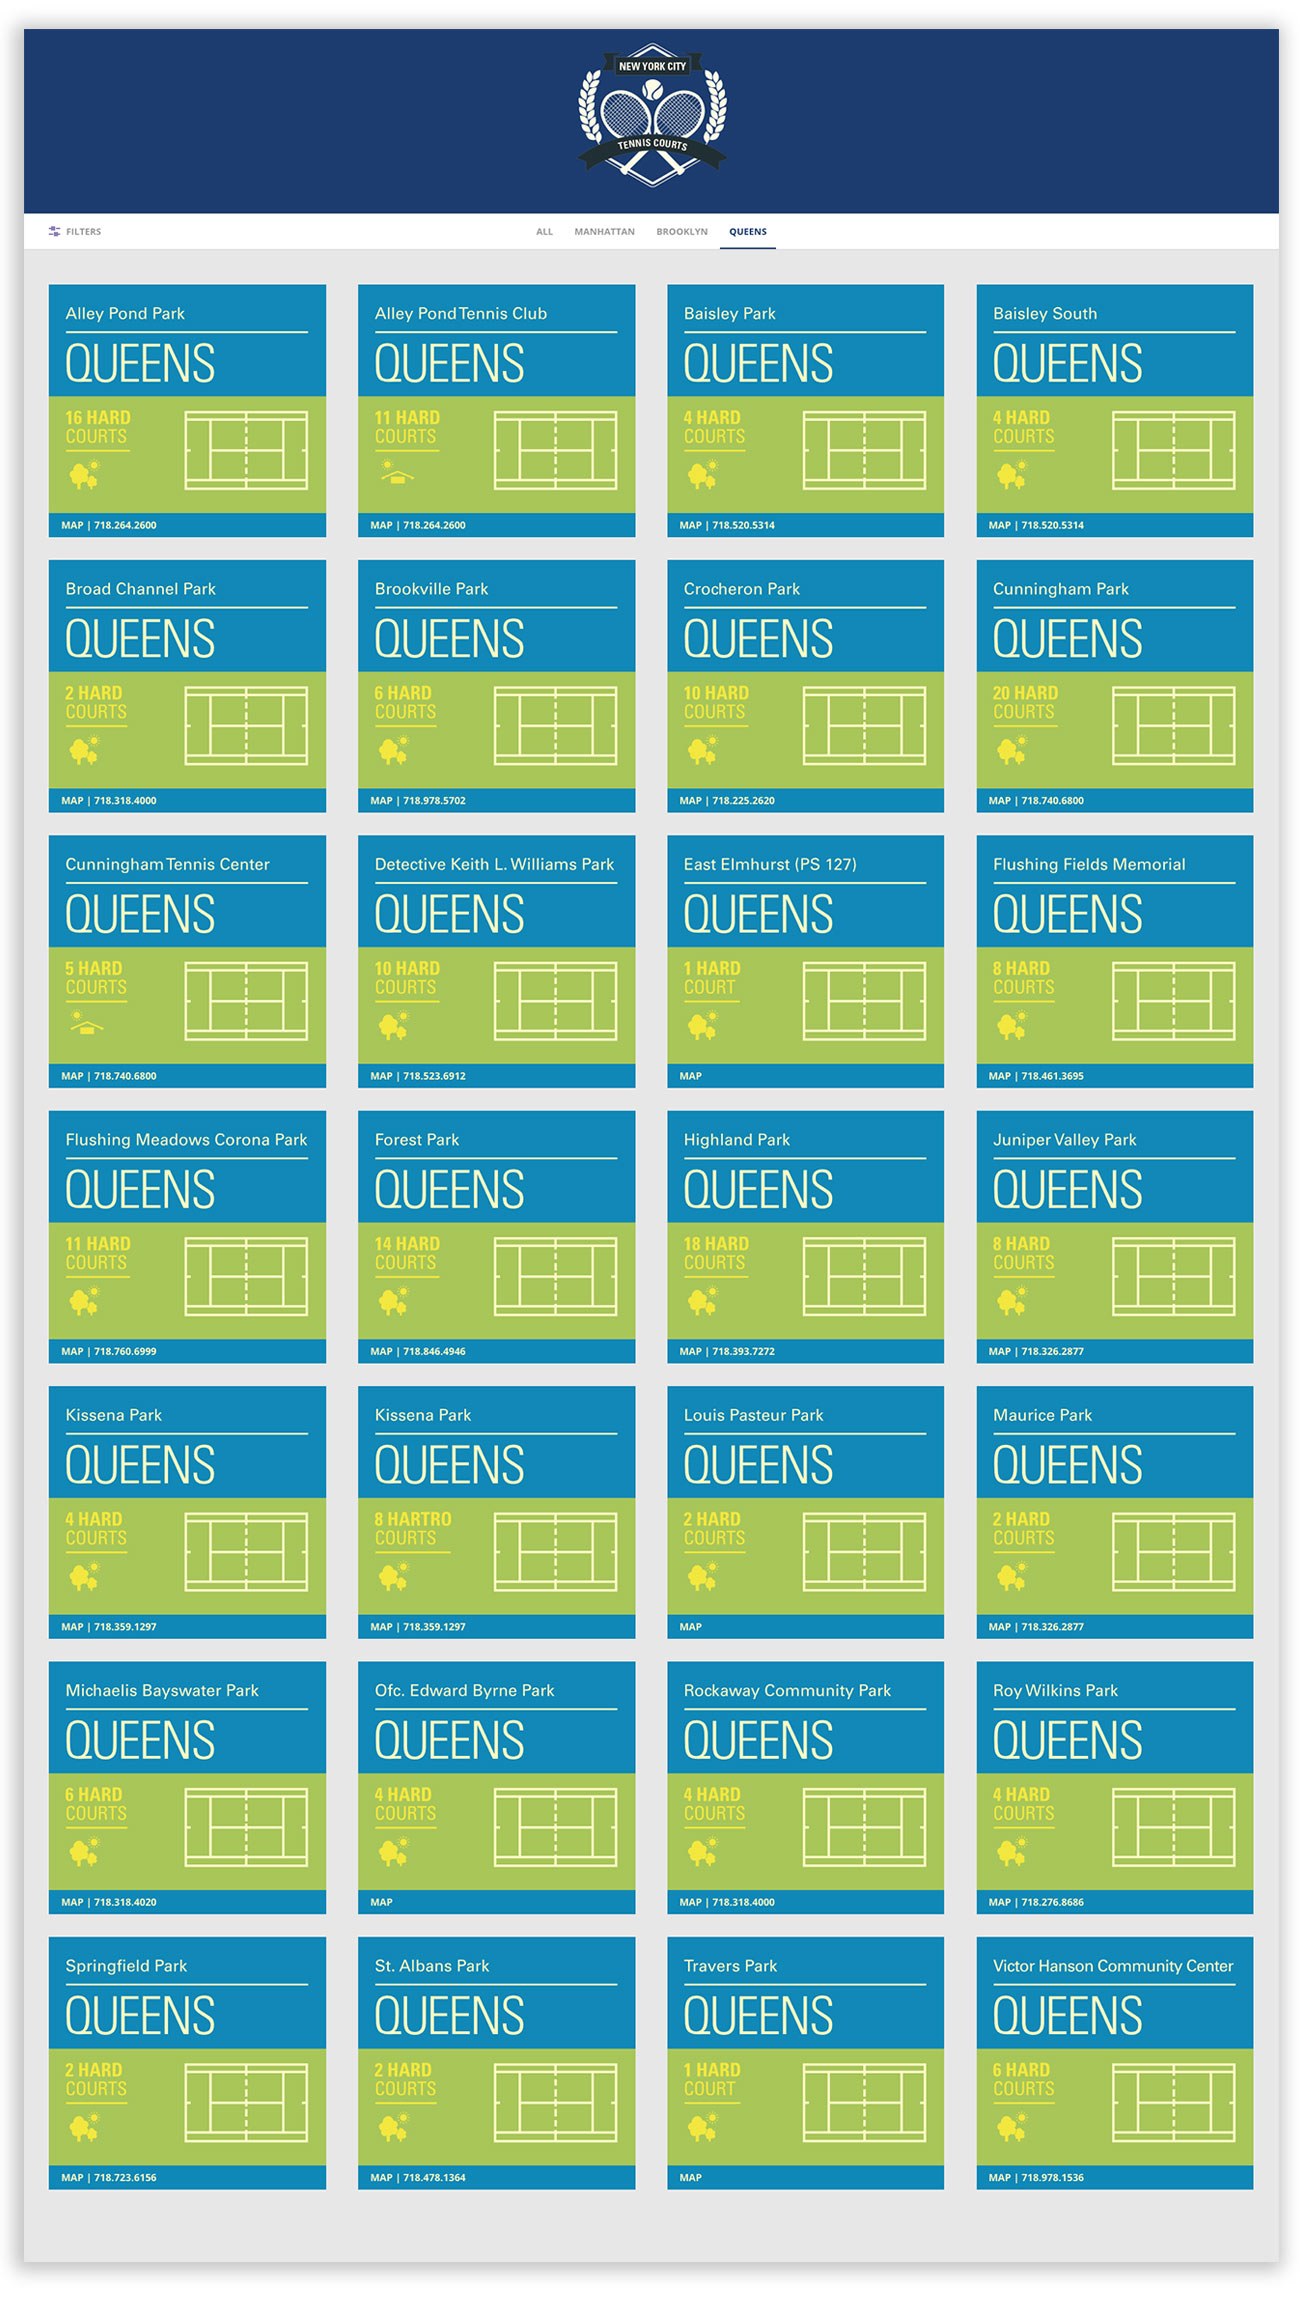 NEW YORK CITY
TENNIS COURTS
FILTERS
ALL
MANHATTAN
BROOKLYN
QUEENS
Alley Pond Park
QUEENS
16 HARD
COURTS
MAP | 718.264.2600
Alley Pond Tennis Club
QUEENS
11 HARD
COURTS
MAP | 718.264.2600
Baisley Park
QUEENS
4 HARD
COURTS
MAP | 718.520.5314
Baisley South
QUEENS
4 HARD
COURTS
MAP | 718.520.5314
Broad Channel Park
QUEENS
2 HARD
COURTS
MAP | 718.318.4000
Brookville Park
QUEENS
6 HARD
COURTS
MAP | 718.978.5702
Crocheron Park
QUEENS
10 HARD
COURTS
MAP | 718.225.2620
Cunningham Park
QUEENS
20 HARD
COURTS
MAP | 718.740.6800
Cunningham Tennis Center
QUEENS
5 HARD
COURTS
MAP | 718.740.6800
Detective Keith L. Williams Park
QUEENS
10 HARD
COURTS
MAP | 718.523.6912
East Elmhurst (PS 127)
QUEENS
1 HARD
COURT
MAP
Flushing Fields Memorial
QUEENS
8 HARD
COURTS
MAP | 718.461.3695
Flushing Meadows Corona Park
QUEENS
11 HARD
COURTS
MAP | 718.760.6999
Forest Park
QUEENS
14 HARD
COURTS
MAP | 718.846.4946
Highland Park
QUEENS
18 HARD
COURTS
MAP | 718.393.7272
Juniper Valley Park
QUEENS
8 HARD
COURTS
MAP | 718.326.2877
Kissena Park
QUEENS
4 HARD
COURTS
MAP | 718.359.1297
Kissena Park
QUEENS
8 HARTRO
COURTS
MAP | 718.359.1297
Louis Pasteur Park
QUEENS
2 HARD
COURTS
MAP
Maurice Park
QUEENS
2 HARD
COURTS
MAP | 718.326.2877
Michaelis Bayswater Park
QUEENS
6 HARD
COURTS
MAP | 718.318.4020
Ofc. Edward Byrne Park
QUEENS
4 HARD
COURTS
MAP
Rockaway Community Park
QUEENS
4 HARD
COURTS
MAP | 718.318.4000
Roy Wilkins Park
QUEENS
4 HARD
COURTS
MAP | 718.276.8686
Springfield Park
QUEENS
2 HARD
COURTS
MAP | 718.723.6156
St. Albans Park
QUEENS
2 HARD
COURTS
MAP | 718.478.1364
Travers Park
QUEENS
1 HARD
COURT
MAP
Victor Hanson Community Center
QUEENS
6 HARD
COURTS
MAP | 718.978.1536